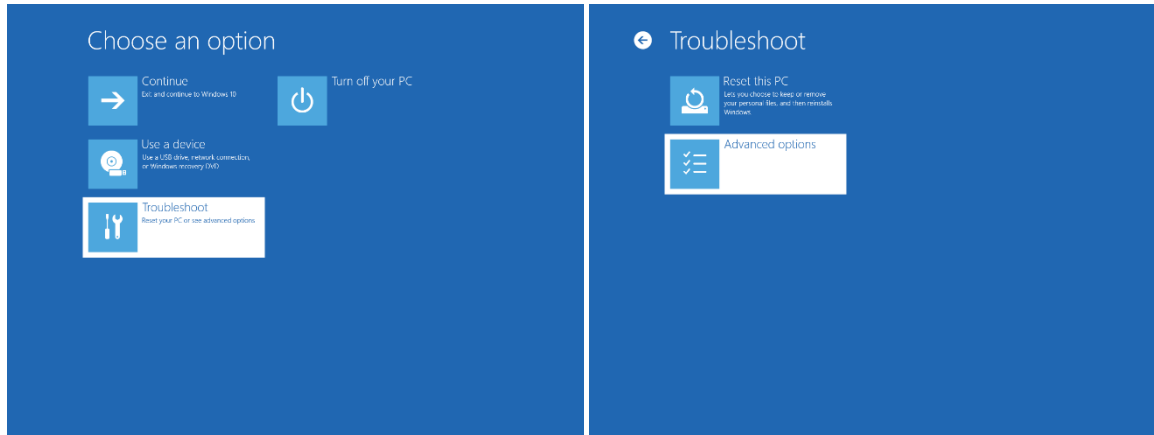 Choose an option
Continue
Exit and continue to Windows 10
Turn off your PC
Use a device
Use a USB drive, network connection,
or Windows recovery DVD
Troubleshoot
Reset your PC or see advanced options
Troubleshoot
Reset this PC
Lets you choose to keep or remove
your personal files, and then reinstalls
Windows.
Advanced options